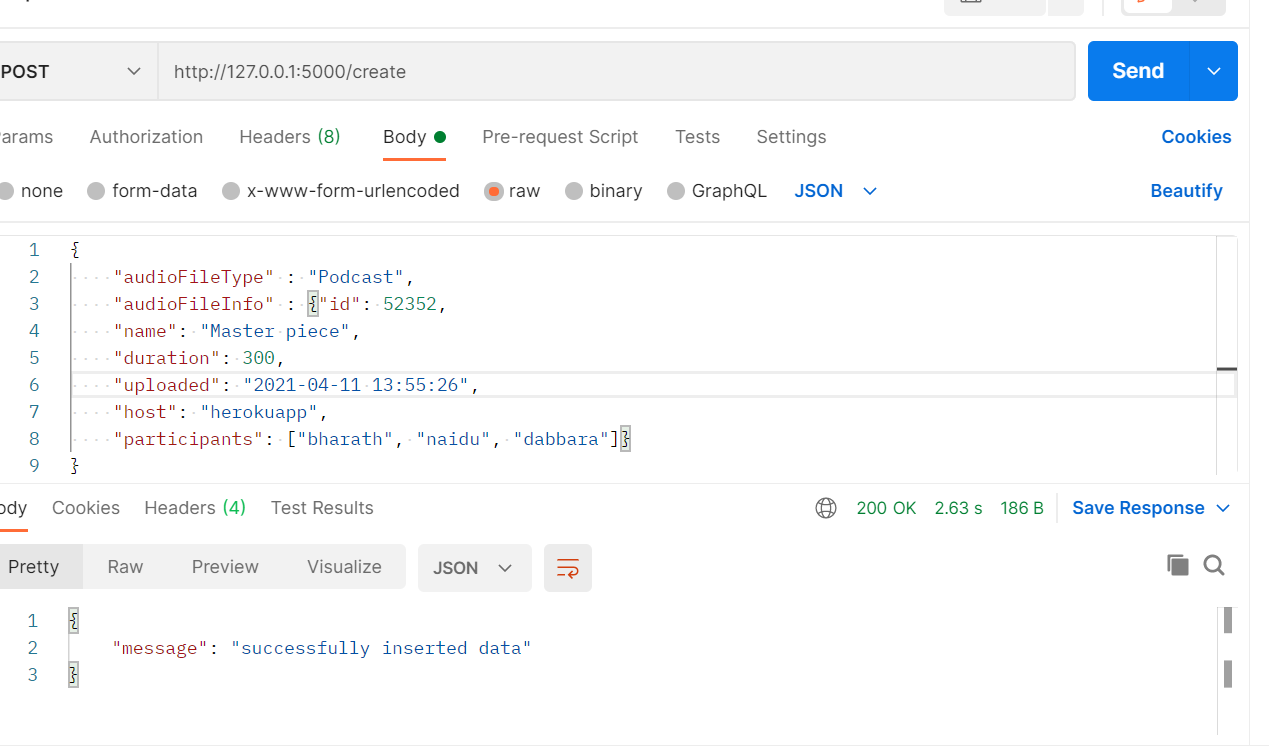 POST http://127.0.0.1:5000/create Send
arams Authorization Headers (8) Body Pre-request Script Tests Settings Cookies
none form-data x-www-form-urlencoded raw binary GraphQL JSON Beautify
1 {
2 "audioFileType" : "Podcast",
3 "audioFileInfo" : {"id": 52352,
4 "name": "Master piece",
5 "duration": 300,
6 "uploaded": "2021-04-11 13:55:26",
7 "host": "herokuapp",
8 "participants": ["bharath", "naidu", "dabbara"]}
9 }
ody Cookies Headers (4) Test Results 200 OK 2.63 s 186 B Save Response
Pretty Raw Preview Visualize JSON
1 {
2 "message": "successfully inserted data"
3 }